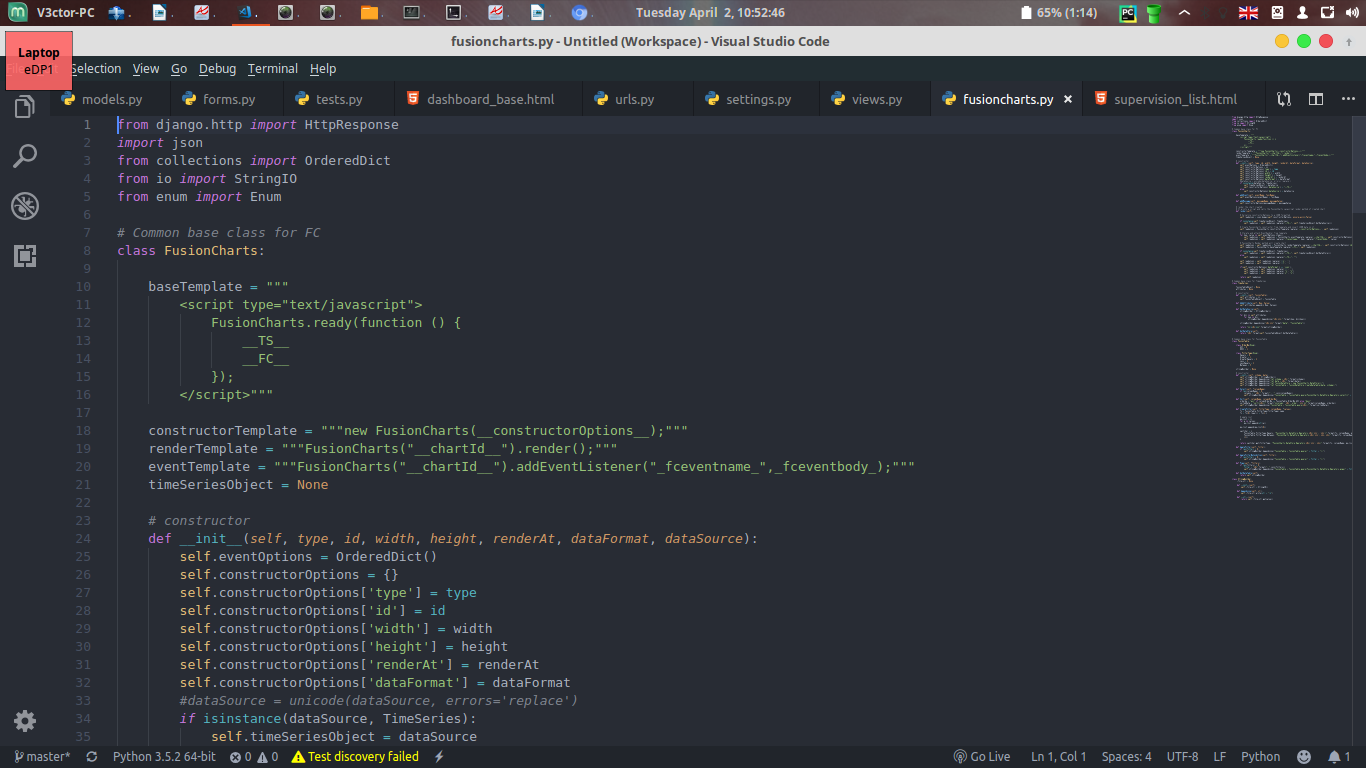 V3ctor-PC
Tuesday April 2, 10:52:46
65% (1:14)
PC
fusioncharts.py - Untitled (Workspace) - Visual Studio Code
Laptop
eDP1
Selection View Go Debug Terminal Help
models.py forms.py tests.py dashboard_base.html urls.py settings.py views.py fusioncharts.py × supervision_list.html ...
1 from django.http import HttpResponse
2 import json
3 from collections import OrderedDict
4 from io import StringIO
5 from enum import Enum
6
7 # Common base class for FC
8 class FusionCharts:
9
10 baseTemplate = """
11 <script type="text/javascript">
12 FusionCharts.ready(function () {
13 __TS__
14 __FC__
15 });
16 </script>"""
17
18 constructorTemplate = """new FusionCharts(__constructorOptions__);"""
19 renderTemplate = """FusionCharts("__chartId__").render();"""
20 eventTemplate = """FusionCharts("__chartId__").addEventListener("_fceventname_",_fceventbody_);"""
21 timeSeriesObject = None
22
23 # constructor
24 def __init__(self, type, id, width, height, renderAt, dataFormat, dataSource):
25 self.eventOptions = OrderedDict()
26 self.constructorOptions = {}
27 self.constructorOptions['type'] = type
28 self.constructorOptions['id'] = id
29 self.constructorOptions['width'] = width
30 self.constructorOptions['height'] = height
31 self.constructorOptions['renderAt'] = renderAt
32 self.constructorOptions['dataFormat'] = dataFormat
33 #dataSource = unicode(dataSource, errors='replace')
34 if isinstance(dataSource, TimeSeries):
35 self.timeSeriesObject = dataSource
master* Python 3.5.2 64-bit 0 0 Test discovery failed Go Live Ln 1, Col 1 Spaces: 4 UTF-8 LF Python 1